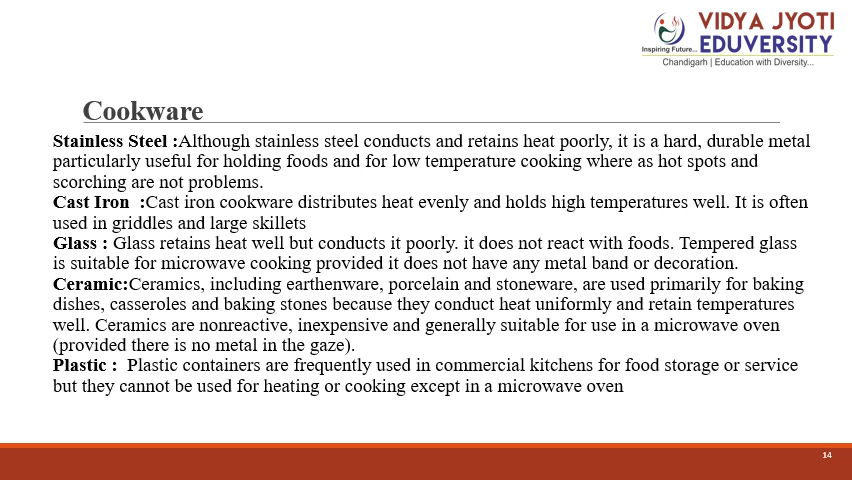 VIDYA JYOTI
EDUVERSITY
Inspiring Future...
Chandigarh | Education with Diversity...
Cookware
Stainless Steel :Although stainless steel conducts and retains heat poorly, it is a hard, durable metal
particularly useful for holding foods and for low temperature cooking where as hot spots and
scorching are not problems.
Cast Iron  :Cast iron cookware distributes heat evenly and holds high temperatures well. It is often
used in griddles and large skillets
Glass : Glass retains heat well but conducts it poorly. it does not react with foods. Tempered glass
is suitable for microwave cooking provided it does not have any metal band or decoration.
Ceramic:Ceramics, including earthenware, porcelain and stoneware, are used primarily for baking
dishes, casseroles and baking stones because they conduct heat uniformly and retain temperatures
well. Ceramics are nonreactive, inexpensive and generally suitable for use in a microwave oven
(provided there is no metal in the gaze).
Plastic :  Plastic containers are frequently used in commercial kitchens for food storage or service
but they cannot be used for heating or cooking except in a microwave oven
14